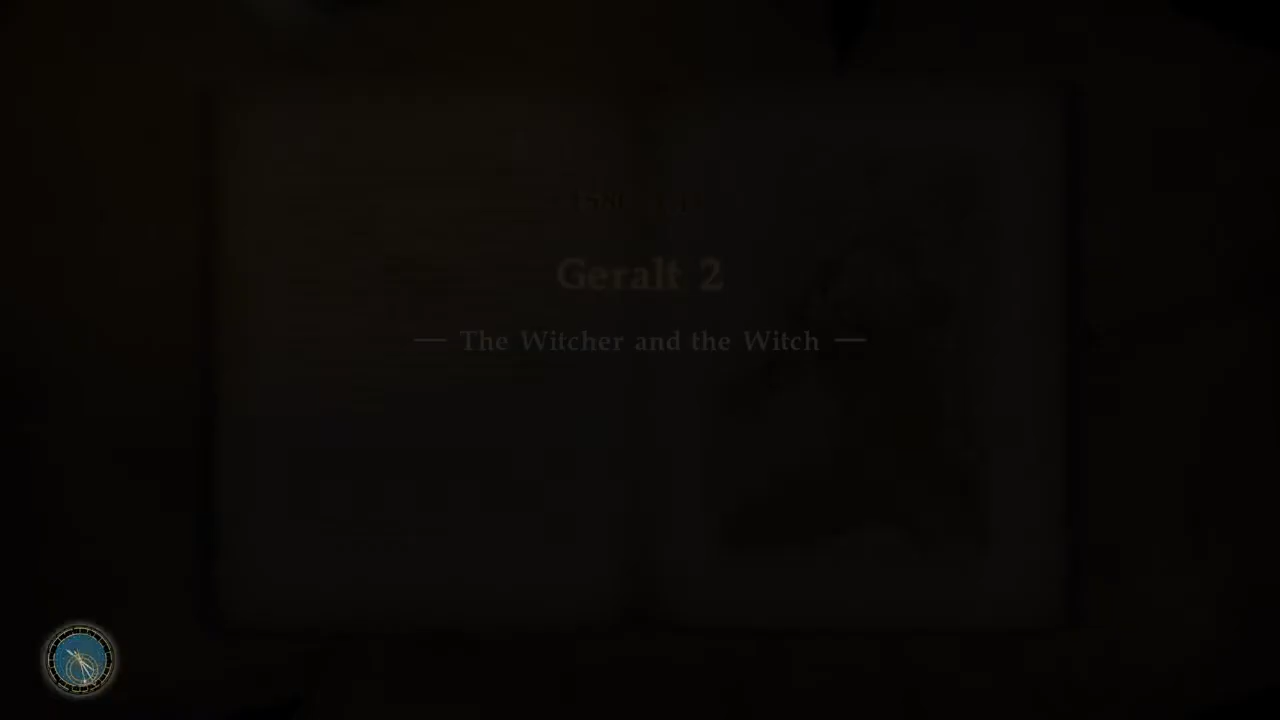 Geralt 2
— The Witcher and the Witch —